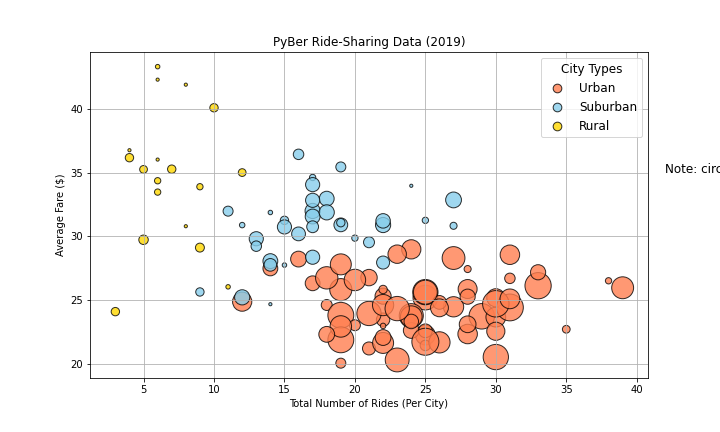 PyBer Ride-Sharing Data (2019)
City Types
Urban
Suburban
Rural
Note: circ
Average Fare ($)
40
35
30
25
20
5 10 15 20 25 30 35 40
Total Number of Rides (Per City)